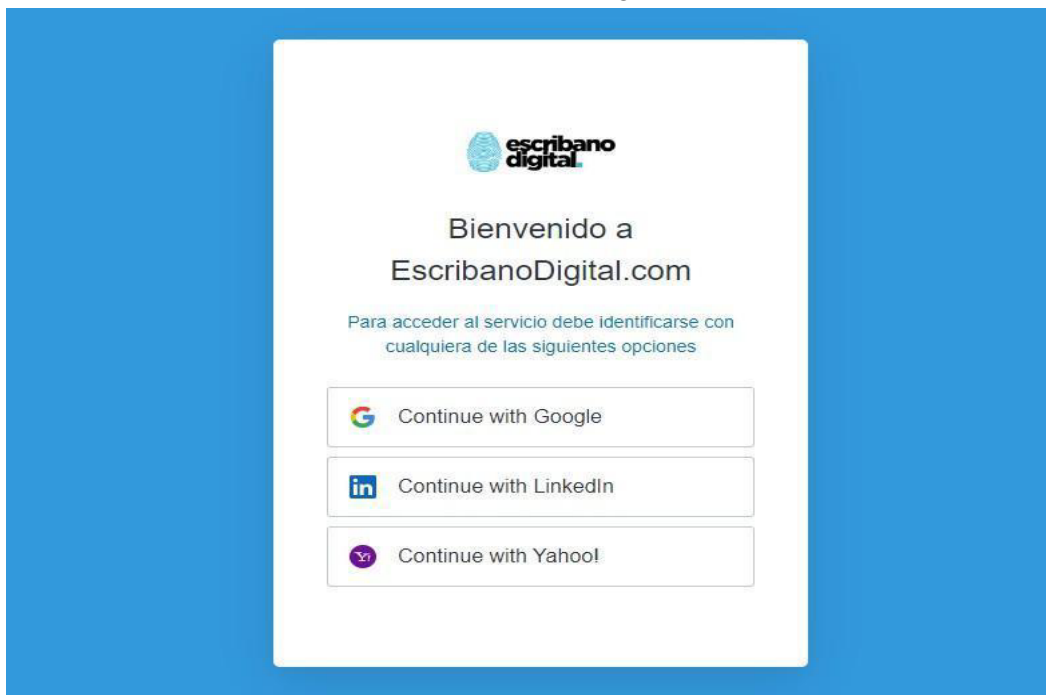 escribano
digital.
Bienvenido a
EscribanoDigital.com
Para acceder al servicio debe identificarse con
cualquiera de las siguientes opciones
Continue with Google
in Continue with LinkedIn
Continue with Yahoo!